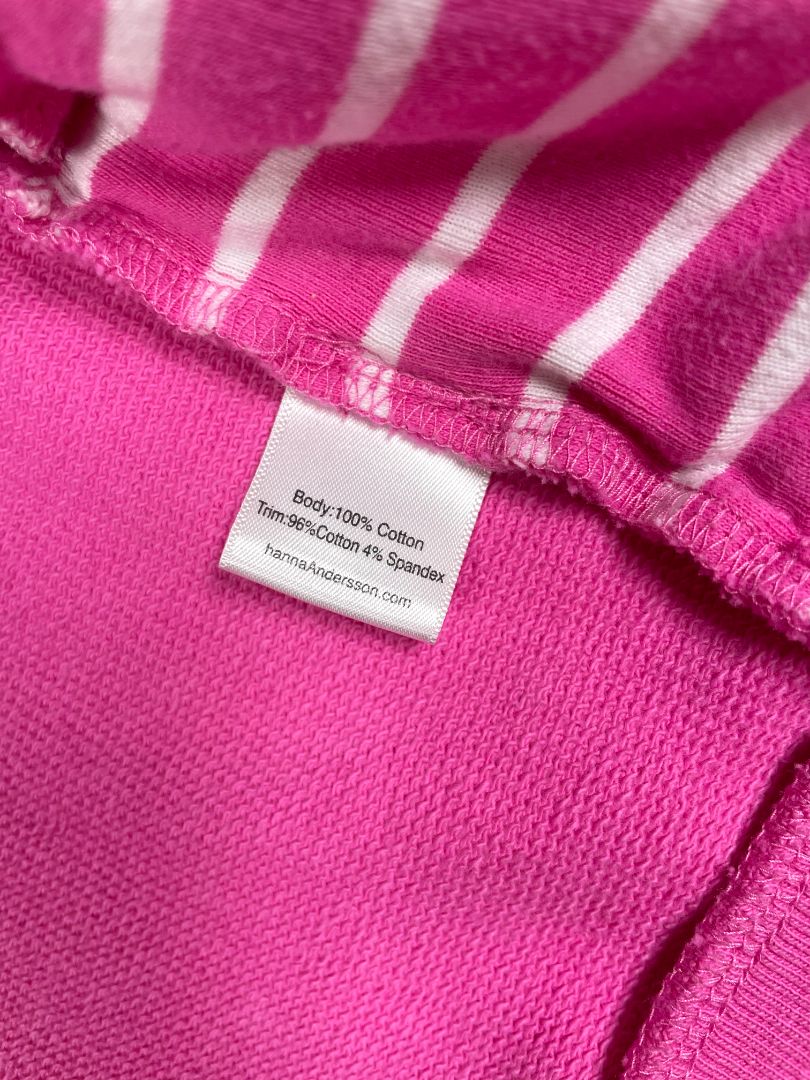 Body:100% Cotton
Trim:96%Cotton 4% Spandex
hannaAndersson.com